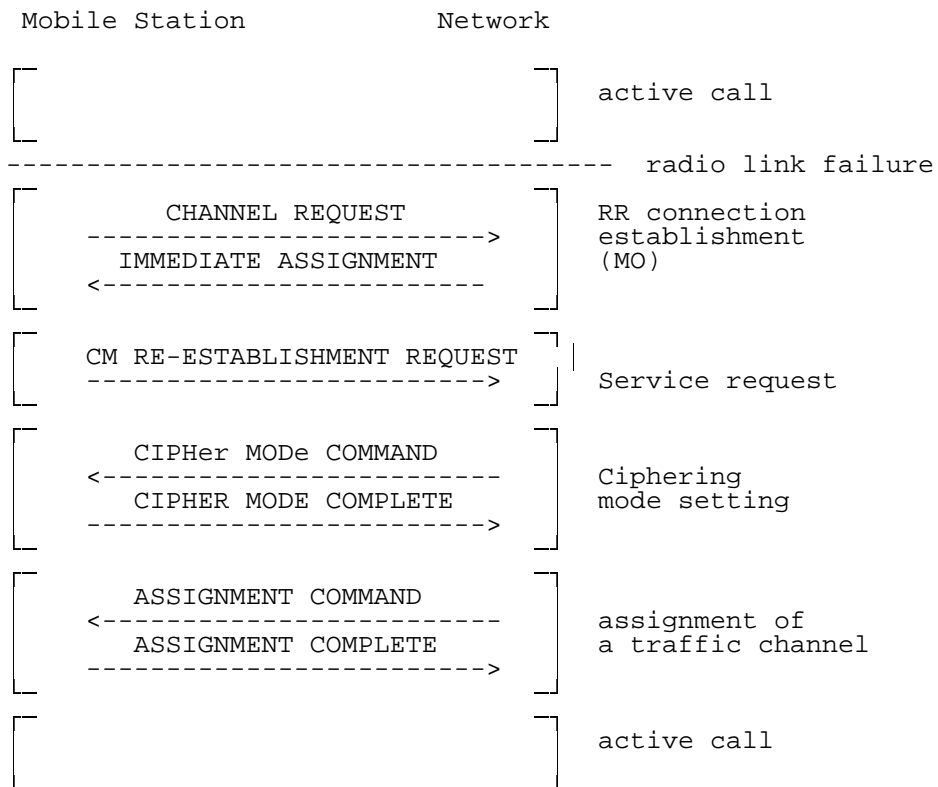 Mobile Station Network
active call
--------------------------------------- radio link failure
CHANNEL REQUEST RR connection
-------------------------> establishment
IMMEDIATE ASSIGNMENT (MO)
<------------------------
CM RE-ESTABLISHMENT REQUEST
-------------------------> Service request
CIPHer MODe COMMAND
<------------------------- Ciphering
CIPHER MODE COMPLETE mode setting
------------------------->
ASSIGNMENT COMMAND
<------------------------- assignment of
ASSIGNMENT COMPLETE a traffic channel
------------------------->
active call